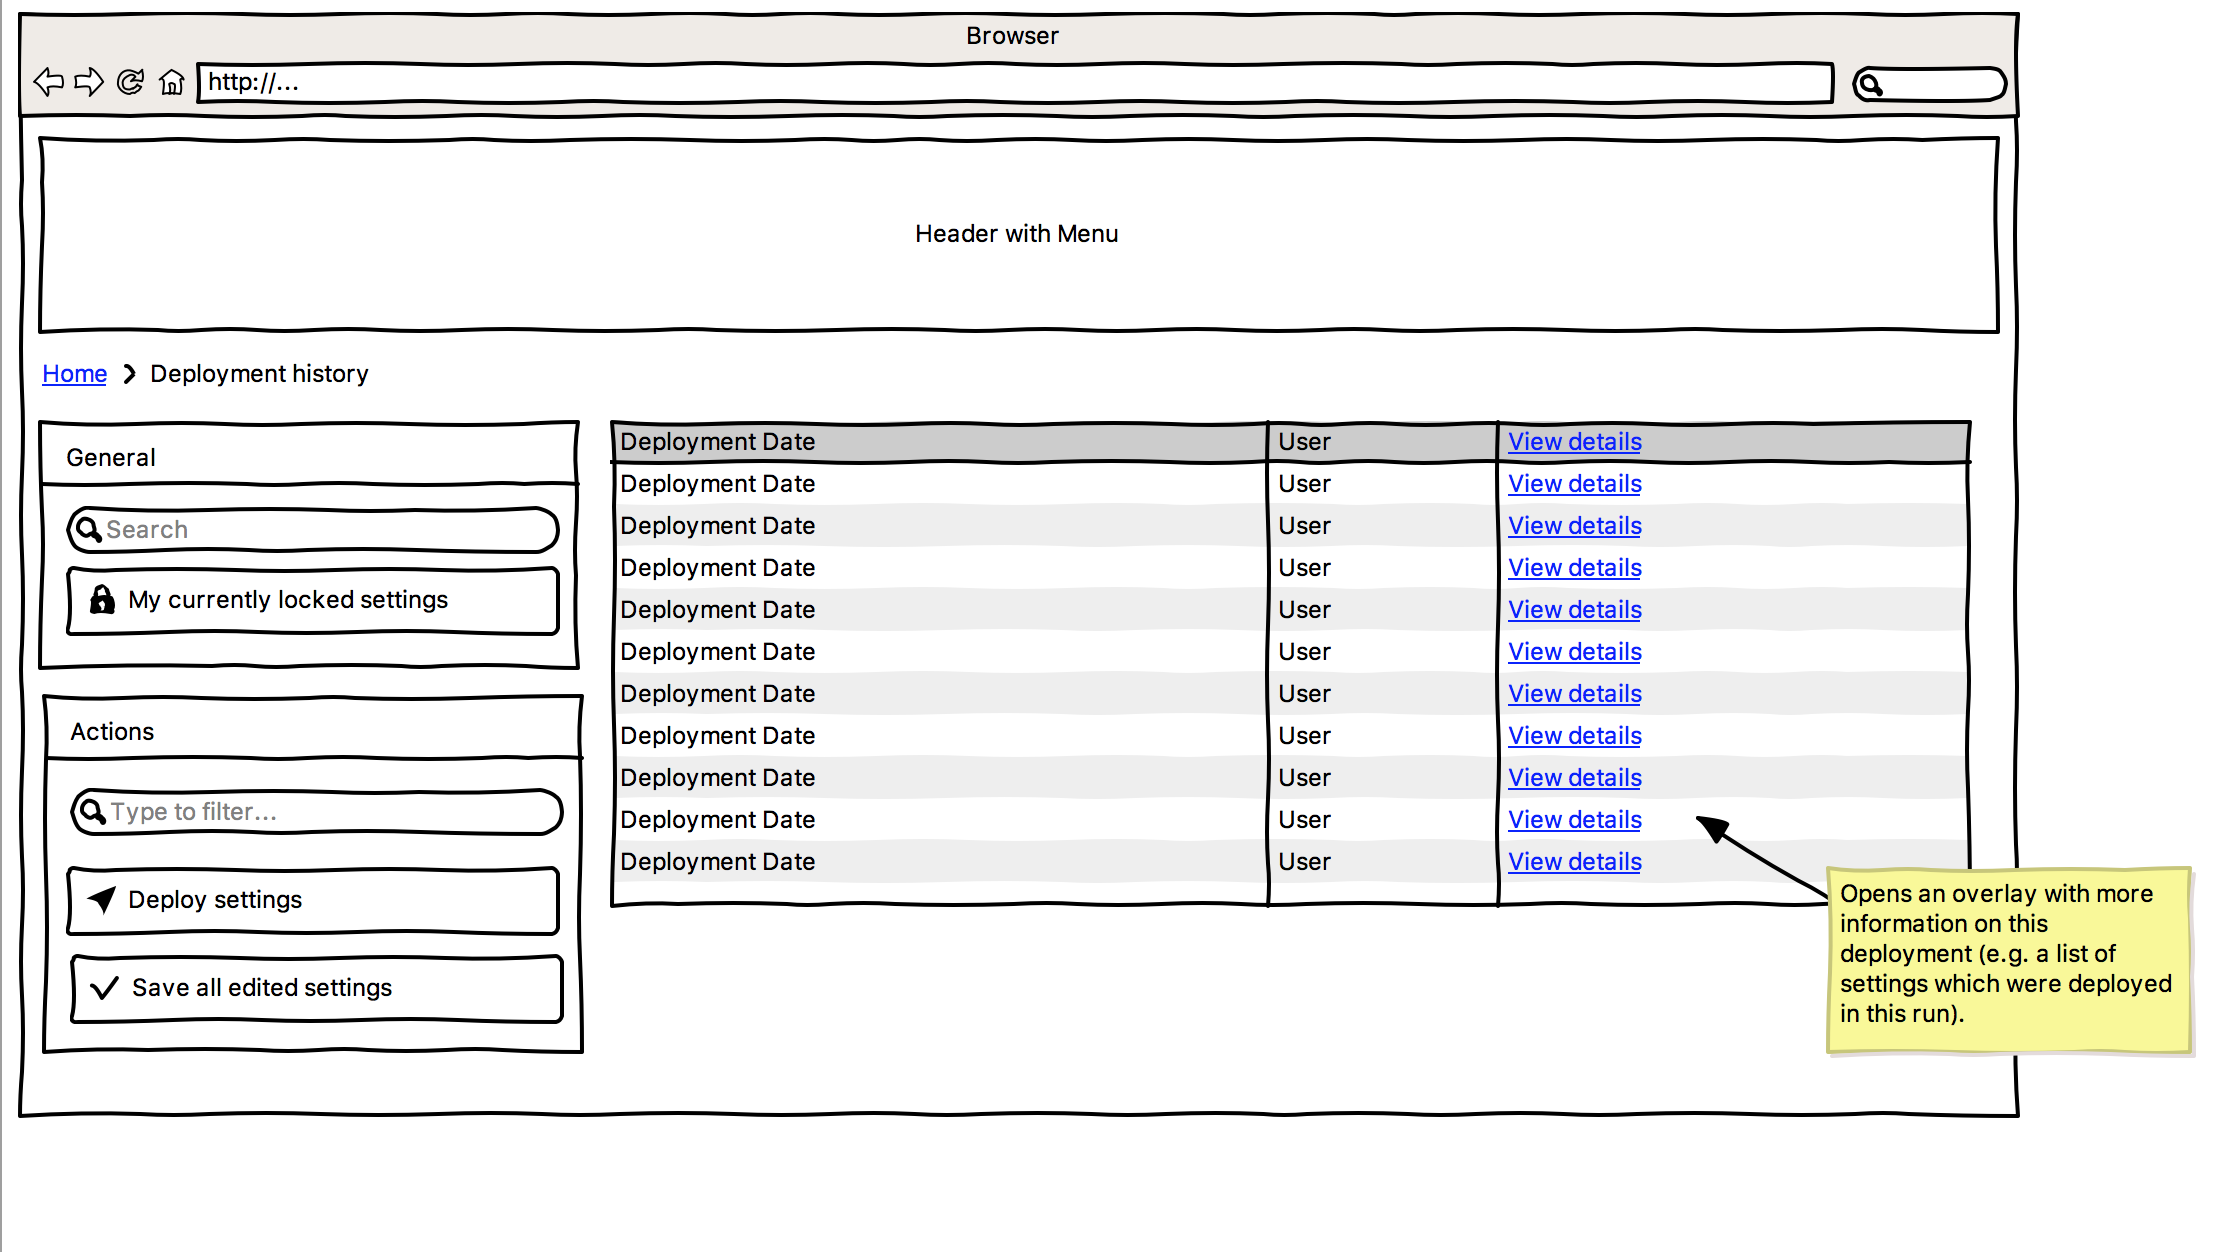 Browser
http://...
Header with Menu
Home Deployment history
General
Search
My currently locked settings
Actions
Type to filter...
Deploy settings
Save all edited settings
Deployment Date User View details
Deployment Date User View details
Deployment Date User View details
Deployment Date User View details
Deployment Date User View details
Deployment Date User View details
Deployment Date User View details
Deployment Date User View details
Deployment Date User View details
Deployment Date User View details
Deployment Date User View details
Opens an overlay with more
information on this
deployment (e.g. a list of
settings which were deployed
in this run).